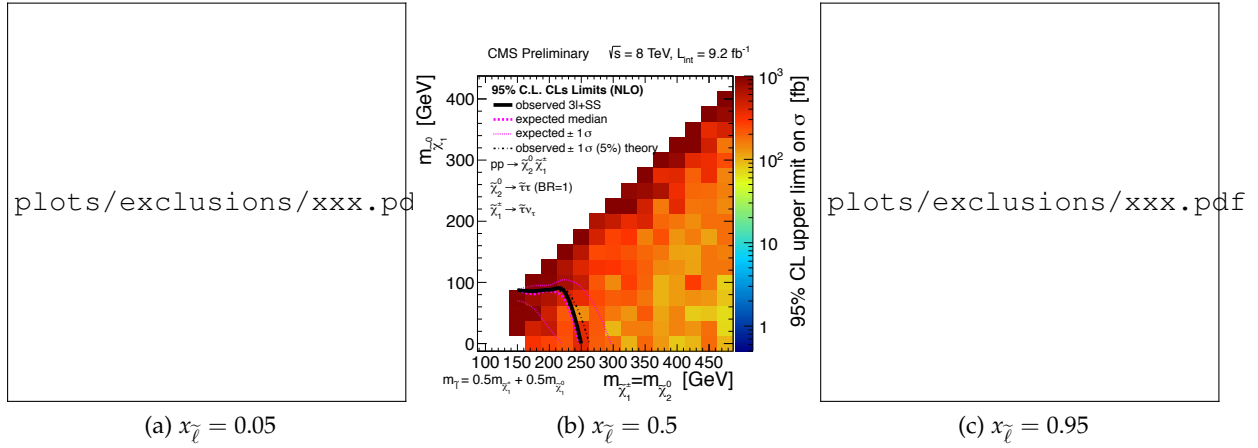 plots/exclusions/xxx.pd
CMS Preliminary √s = 8 TeV, L_int = 9.2 fb⁻¹
95% C.L. CLs Limits (NLO)
observed 3l+SS
expected median
expected ± 1σ
observed ± 1σ (5%) theory
pp → χ̃₂⁰ χ̃₁±
χ̃₂⁰ → τ̃τ (BR=1)
χ̃₁± → τ̃ν_τ
m_χ̃₁⁰ [GeV]
400
300
200
100
0
100 150 200 250 300 350 400 450
m_l̃ = 0.5m_χ̃₁± + 0.5m_χ̃₁⁰
m_χ̃₁±=m_χ̃₂⁰ [GeV]
10³
10²
10
1
95% CL upper limit on σ [fb]
plots/exclusions/xxx.pdf
(a) x_ℓ̃ = 0.05
(b) x_ℓ̃ = 0.5
(c) x_ℓ̃ = 0.95